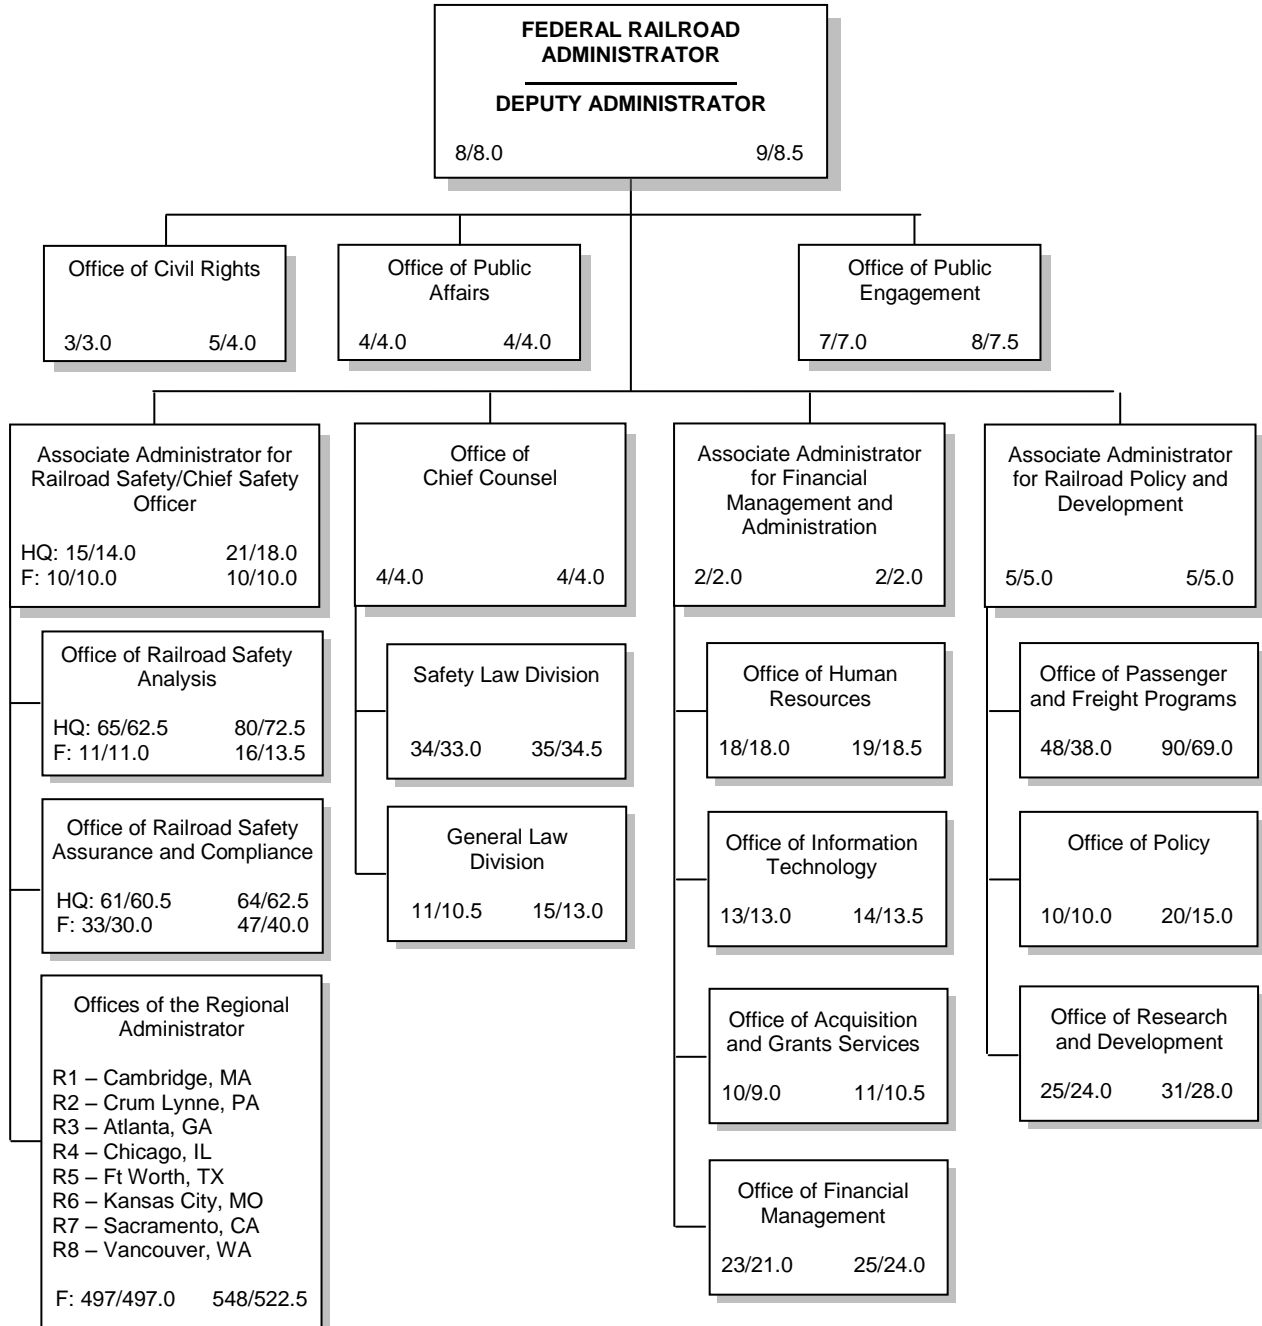 FEDERAL RAILROAD
ADMINISTRATOR
DEPUTY ADMINISTRATOR
8/8.0 9/8.5
Office of Civil Rights
3/3.0 5/4.0
Office of Public
Affairs
4/4.0 4/4.0
Office of Public
Engagement
7/7.0 8/7.5
Associate Administrator for
Railroad Safety/Chief Safety
Officer
HQ: 15/14.0 21/18.0
F: 10/10.0 10/10.0
Office of Railroad Safety
Analysis
HQ: 65/62.5 80/72.5
F: 11/11.0 16/13.5
Office of Railroad Safety
Assurance and Compliance
HQ: 61/60.5 64/62.5
F: 33/30.0 47/40.0
Offices of the Regional
Administrator
R1 – Cambridge, MA
R2 – Crum Lynne, PA
R3 – Atlanta, GA
R4 – Chicago, IL
R5 – Ft Worth, TX
R6 – Kansas City, MO
R7 – Sacramento, CA
R8 – Vancouver, WA
F: 497/497.0 548/522.5
Office of
Chief Counsel
4/4.0 4/4.0
Safety Law Division
34/33.0 35/34.5
General Law
Division
11/10.5 15/13.0
Associate Administrator
for Financial
Management and
Administration
2/2.0 2/2.0
Office of Human
Resources
18/18.0 19/18.5
Office of Information
Technology
13/13.0 14/13.5
Office of Acquisition
and Grants Services
10/9.0 11/10.5
Office of Financial
Management
23/21.0 25/24.0
Associate Administrator
for Railroad Policy and
Development
5/5.0 5/5.0
Office of Passenger
and Freight Programs
48/38.0 90/69.0
Office of Policy
10/10.0 20/15.0
Office of Research
and Development
25/24.0 31/28.0